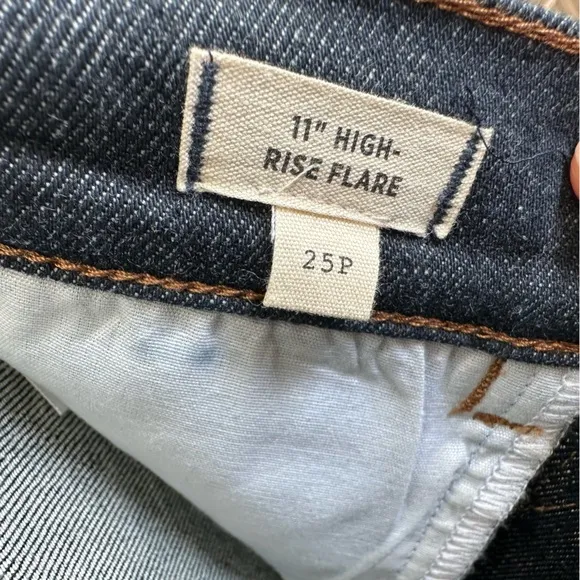 11" HIGH-
RISE FLARE
25P